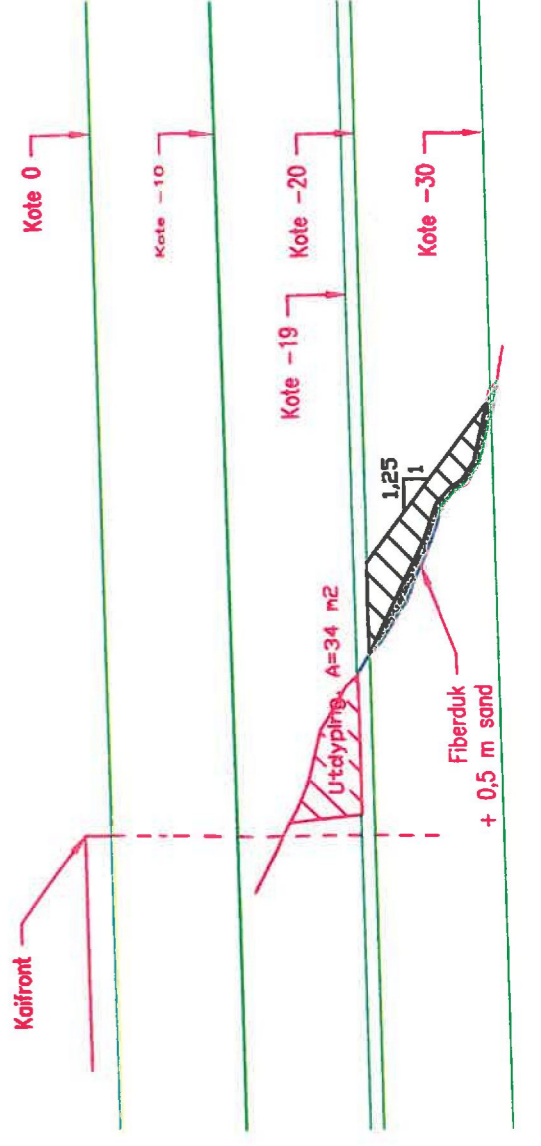 Kaifront
Kote 0
Kote -10
Kote -19
Kote -20
Kote -30
Utdyping, A=34 m2
1,25
1
Fiberduk
+ 0,5 m sand